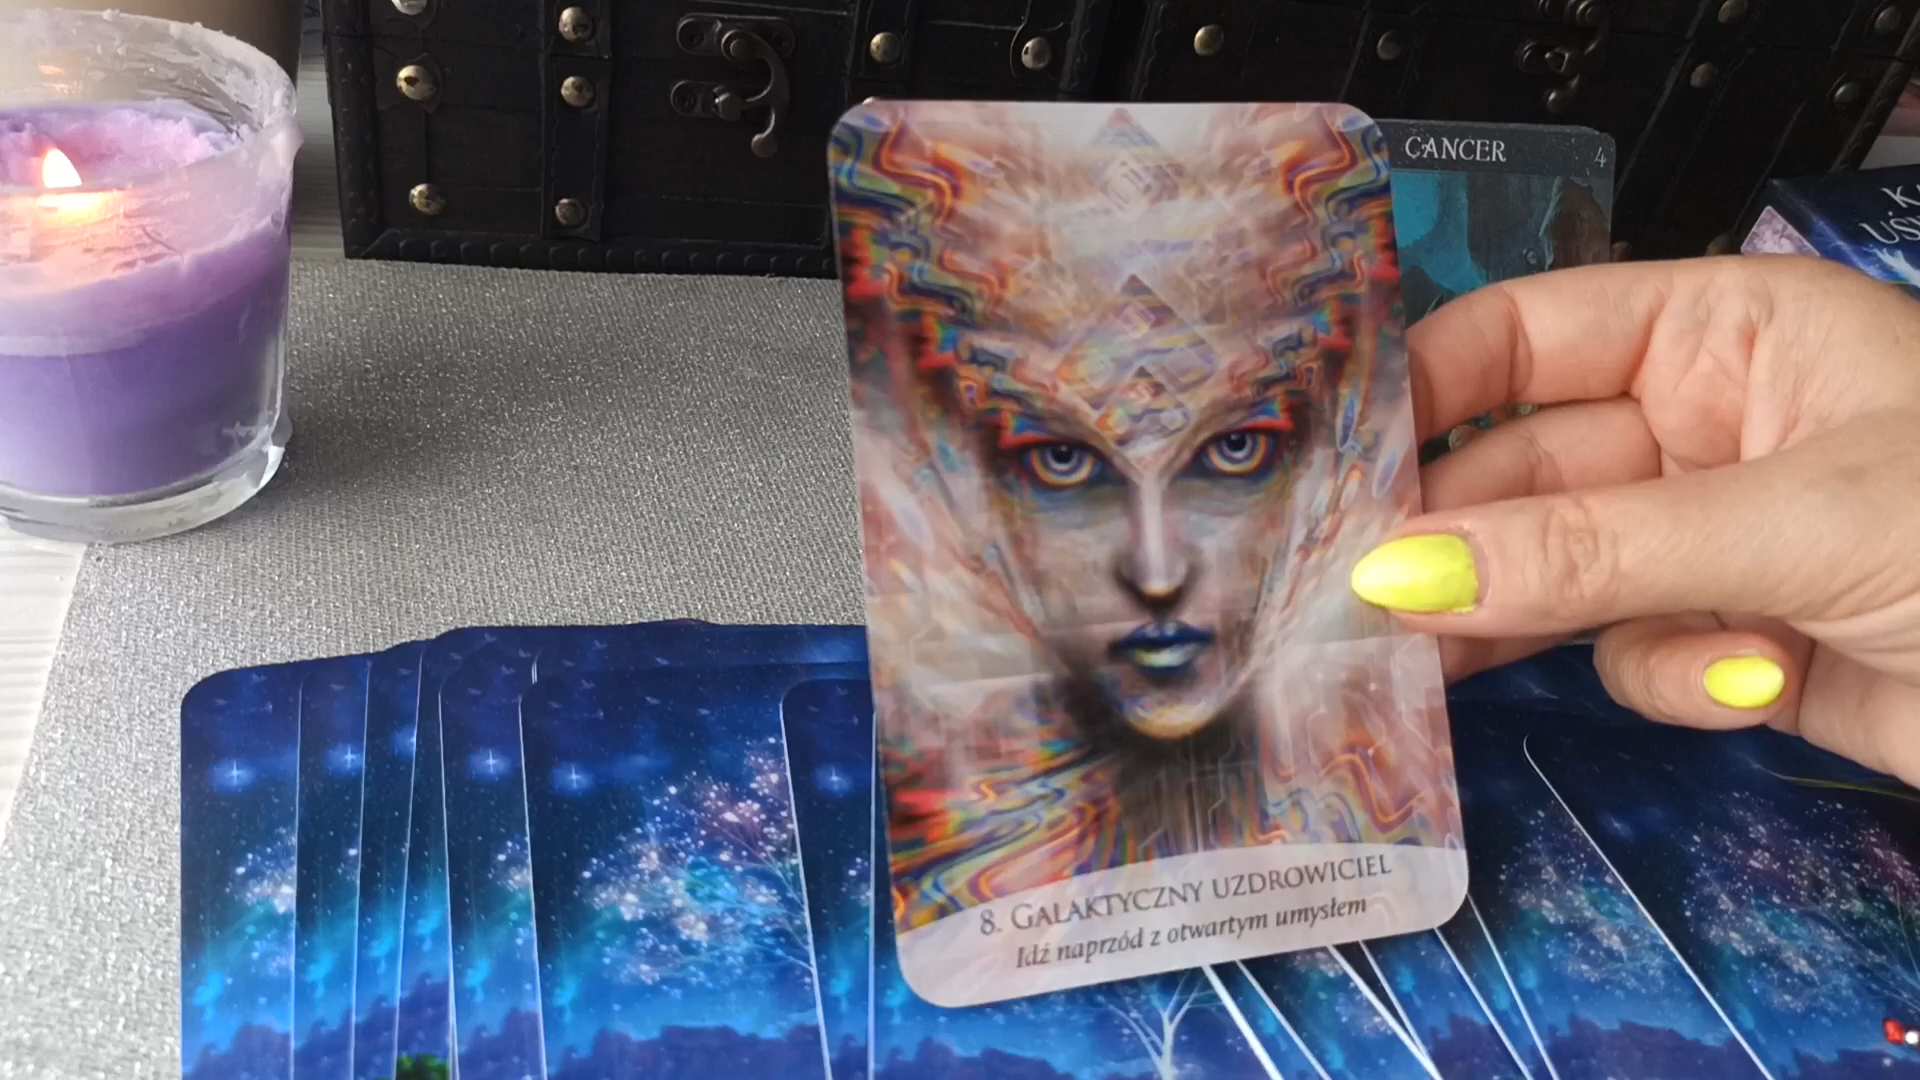 CANCER 4
8. GALAKTYCZNY UZDROWICIEL
Idź naprzód z otwartym umysłem